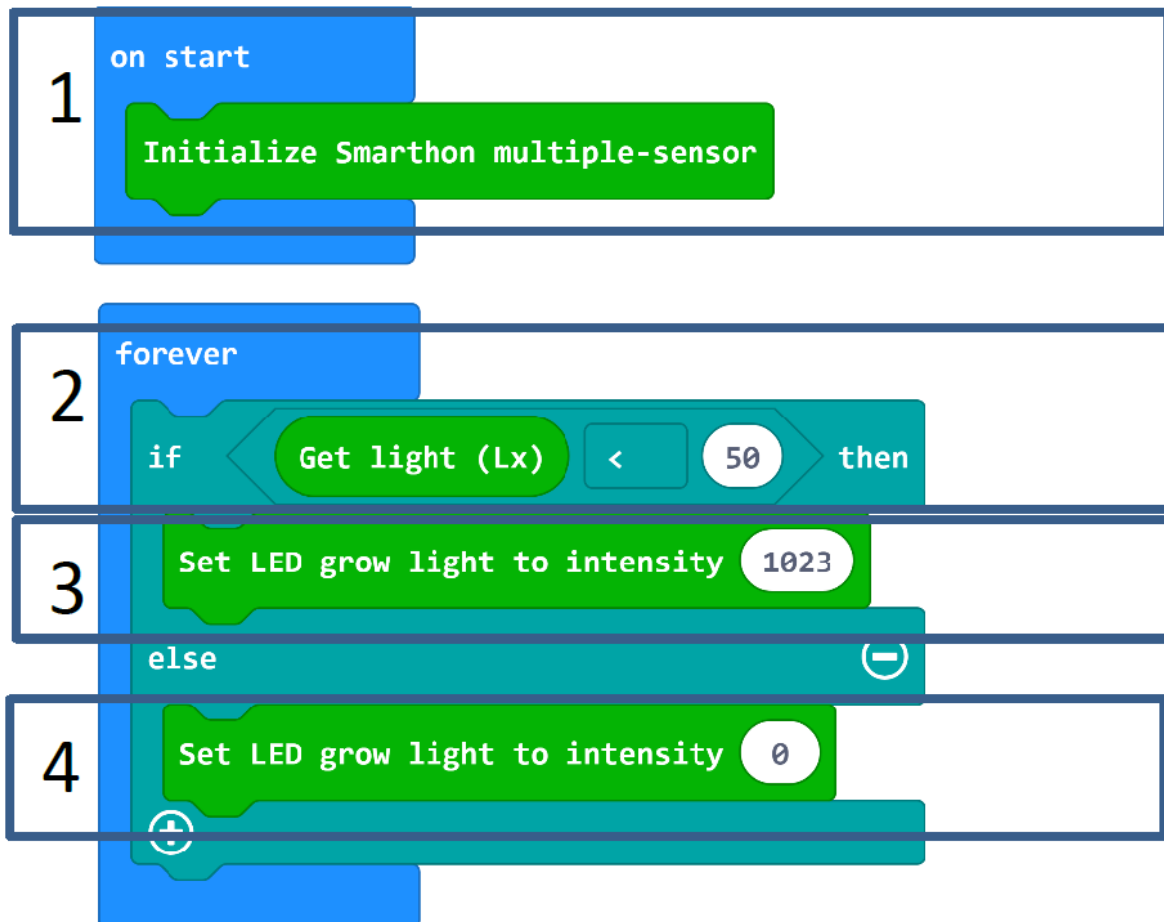 1
on start
Initialize Smarthon multiple-sensor
2
forever
if Get light (Lx) < 50 then
3
Set LED grow light to intensity 1023
else
4
Set LED grow light to intensity 0